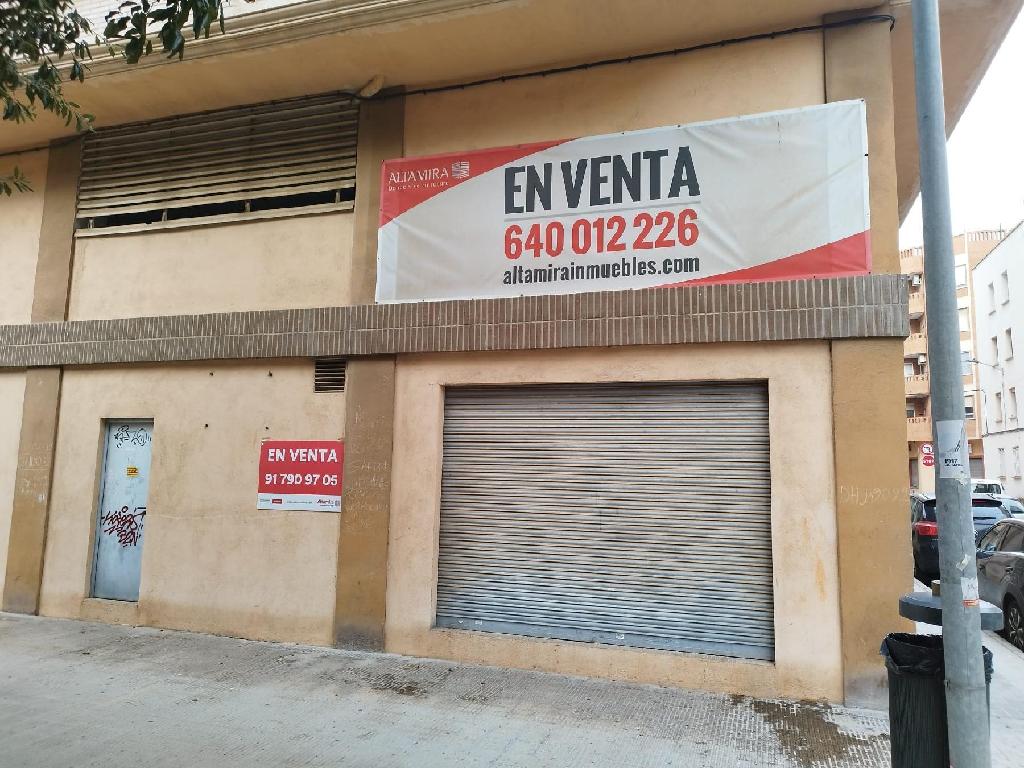 ALTAMIRA
EN VENTA
640 012 226
altamirainmuebles.com
EN VENTA
91 790 97 05